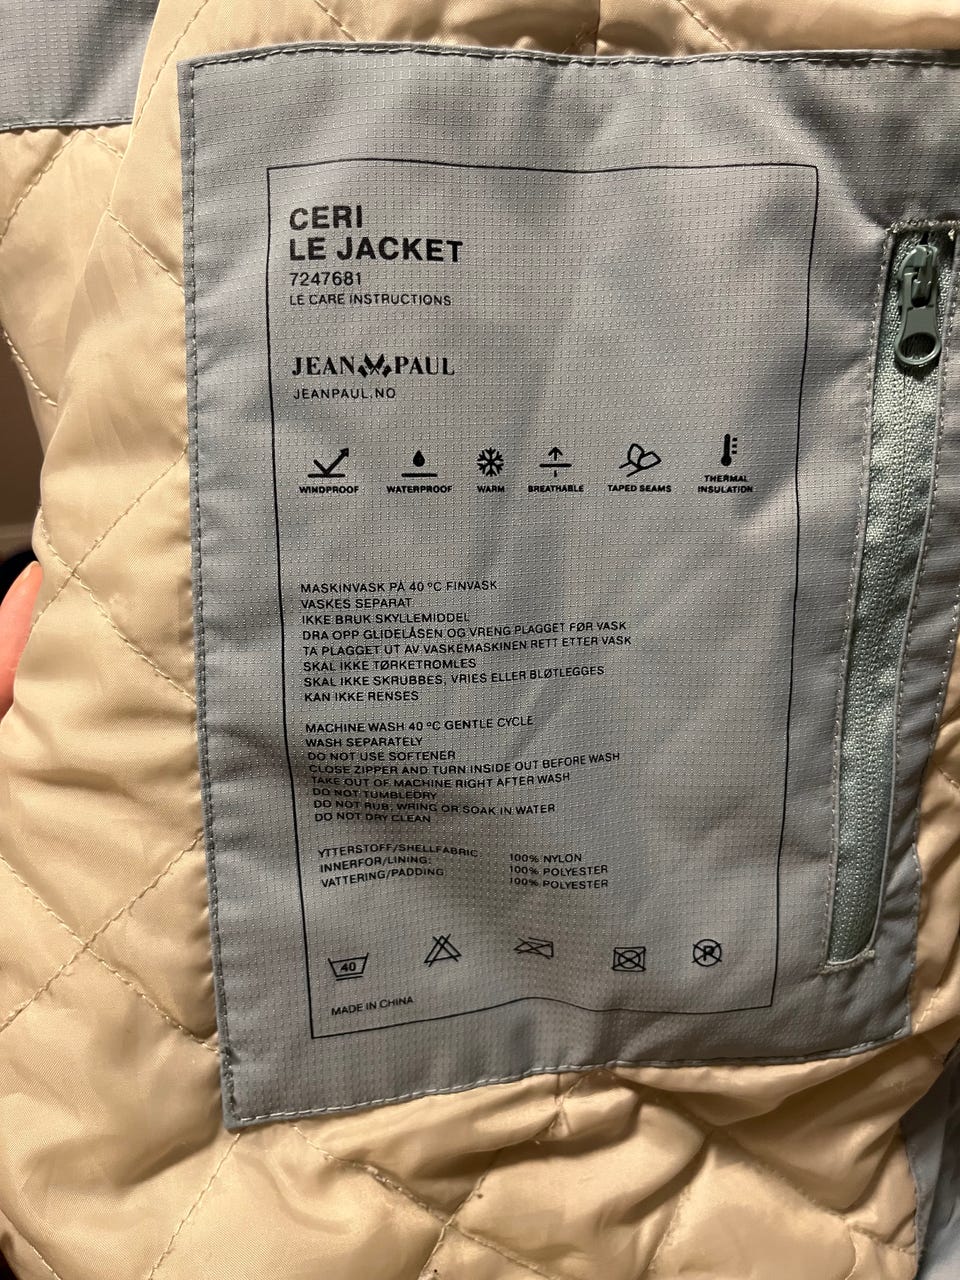 CERI
LE JACKET
7247681
LE CARE INSTRUCTIONS
JEAN PAUL
JEANPAUL.NO
WINDPROOF WATERPROOF WARM BREATHABLE TAPED SEAMS THERMAL INSULATION
MASKINVASK PÅ 40 °C FINVASK
VASKES SEPARAT
IKKE BRUK SKYLLEMIDDEL
DRA OPP GLIDELÅSEN OG VRENG PLAGGET FØR VASK
TA PLAGGET UT AV VASKEMASKINEN RETT ETTER VASK
SKAL IKKE TØRKETROMLES
SKAL IKKE SKRUBBES, VRIES ELLER BLØTLEGGES
KAN IKKE RENSES
MACHINE WASH 40 °C GENTLE CYCLE
WASH SEPARATELY
DO NOT USE SOFTENER
CLOSE ZIPPER AND TURN INSIDE OUT BEFORE WASH
TAKE OUT OF MACHINE RIGHT AFTER WASH
DO NOT TUMBLEDRY
DO NOT RUB, WRING OR SOAK IN WATER
DO NOT DRY CLEAN
YTTERSTOFF/SHELLFABRIC: 100% NYLON
INNERFOR/LINING: 100% POLYESTER
VATTERING/PADDING: 100% POLYESTER
40 P
MADE IN CHINA